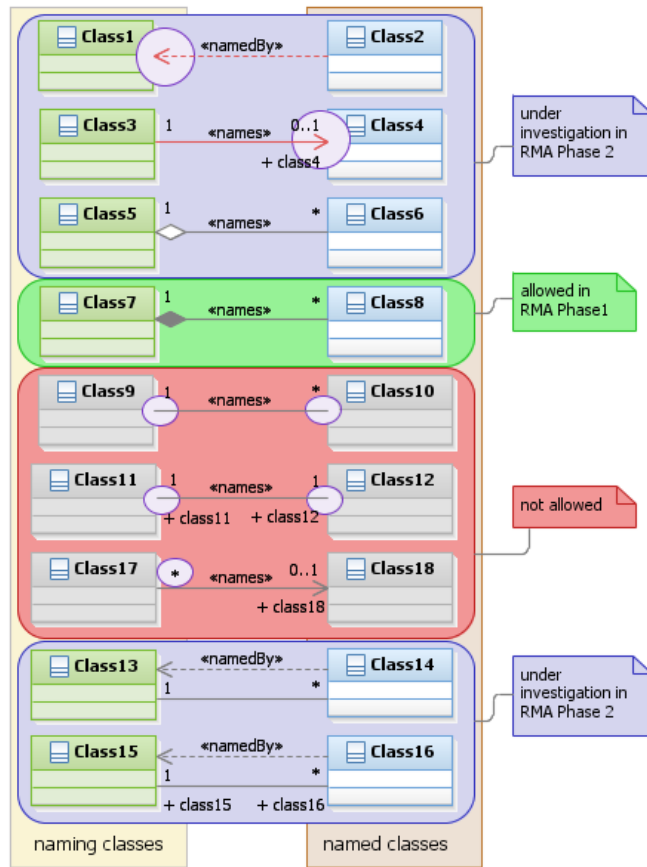 Class1
«namedBy»
Class2
Class3
1
«names»
0..1
+ class4
Class4
under
investigation in
RMA Phase 2
Class5
1
«names»
*
Class6
Class7
1
«names»
*
Class8
allowed in
RMA Phase1
Class9
1
«names»
*
Class10
Class11
1
«names»
1
+ class11
+ class12
Class12
not allowed
Class17
*
«names»
0..1
+ class18
Class18
Class13
«namedBy»
1
*
Class14
under
investigation in
RMA Phase 2
Class15
«namedBy»
1
*
+ class15
+ class16
Class16
naming classes
named classes